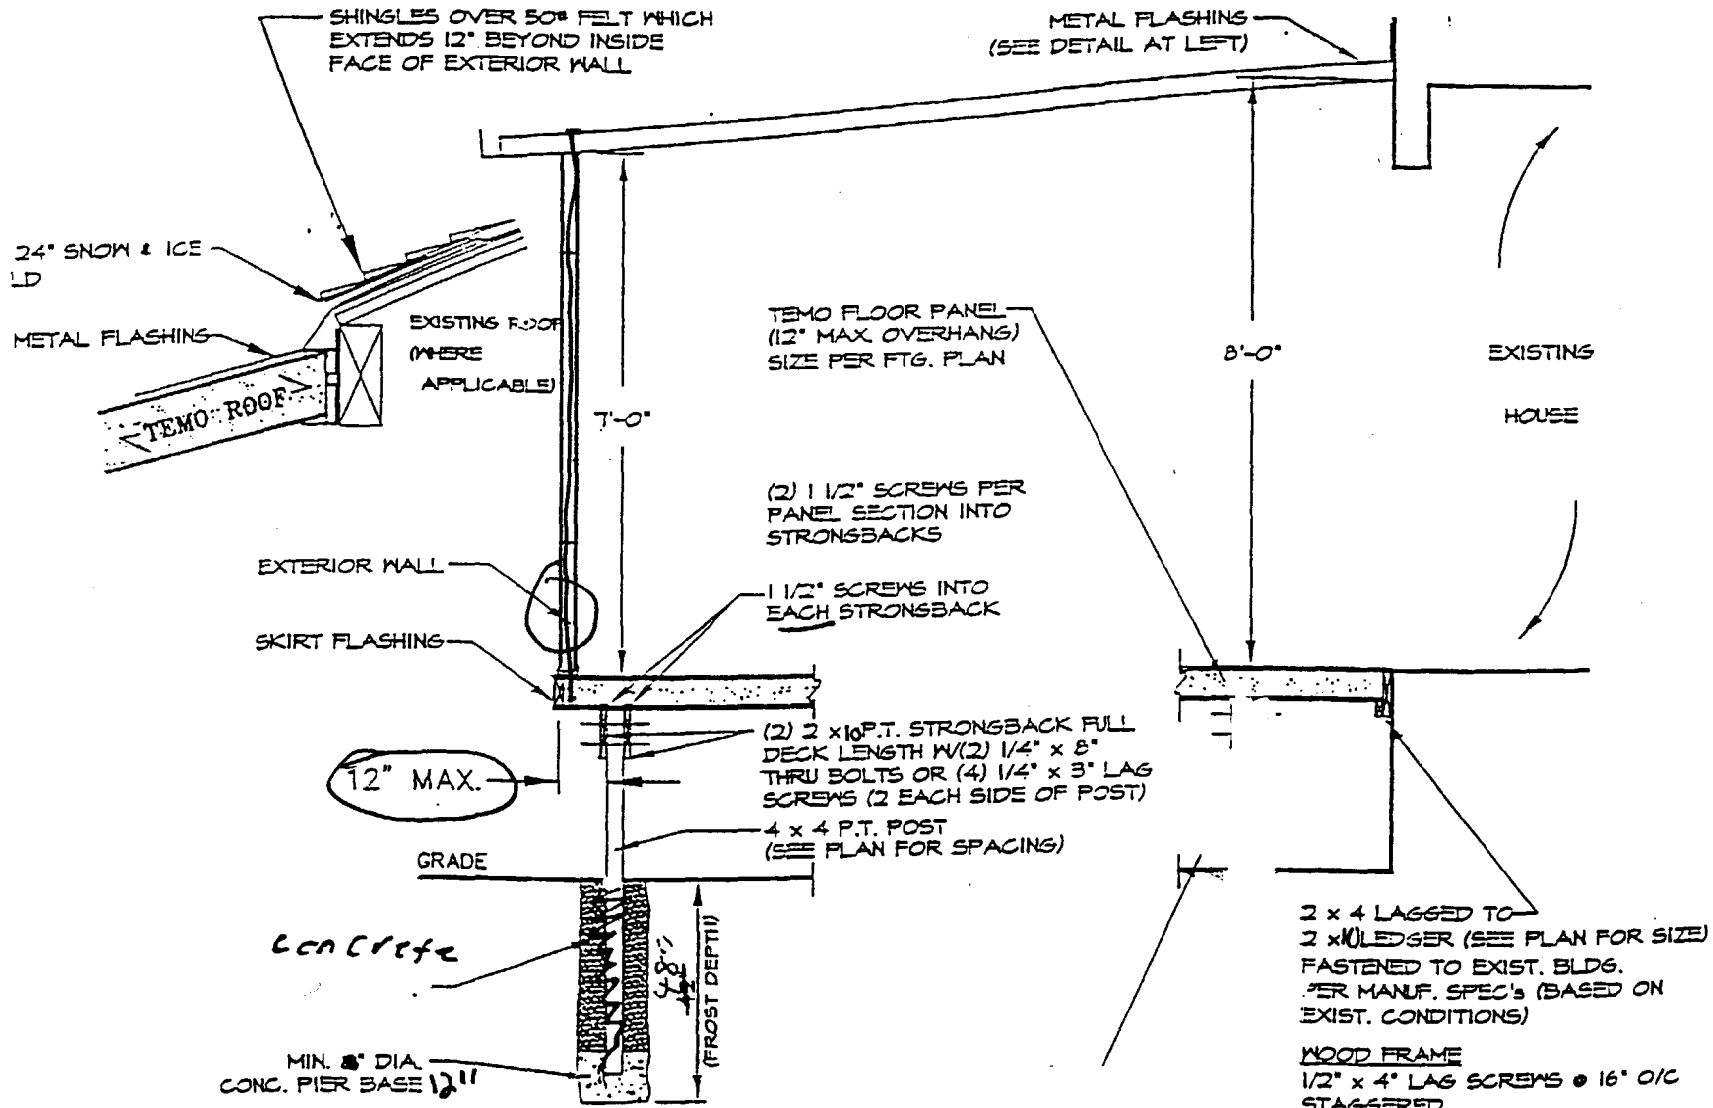 SHINGLES OVER 50# FELT WHICH
EXTENDS 12" BEYOND INSIDE
FACE OF EXTERIOR WALL
METAL FLASHING
(SEE DETAIL AT LEFT)
24" SNOW & ICE
LD
METAL FLASHING
EXISTING ROOF
(WHERE
APPLICABLE)
<TEMO ROOF>
TEMO FLOOR PANEL
(12" MAX. OVERHANG)
SIZE PER FTG. PLAN
7'-0"
8'-0"
EXISTING
HOUSE
(2) 1 1/2" SCREWS PER
PANEL SECTION INTO
STRONGBACKS
EXTERIOR WALL
1 1/2" SCREWS INTO
EACH STRONGBACK
SKIRT FLASHING
(2) 2 x10 P.T. STRONGBACK FULL
DECK LENGTH W/(2) 1/4" x 8"
THRU BOLTS OR (4) 1/4" x 3" LAG
SCREWS (2 EACH SIDE OF POST)
12" MAX.
4 x 4 P.T. POST
(SEE PLAN FOR SPACING)
GRADE
concrete
48"
(FROST DEPTH)
MIN. DIA.
CONC. PIER BASE 12"
2 x 4 LAGGED TO
2 x10 LEDGER (SEE PLAN FOR SIZE)
FASTENED TO EXIST. BLDG.
PER MANUF. SPEC's (BASED ON
EXIST. CONDITIONS)
WOOD FRAME
1/2" x 4" LAG SCREWS @ 16" O/C
STAGGERED